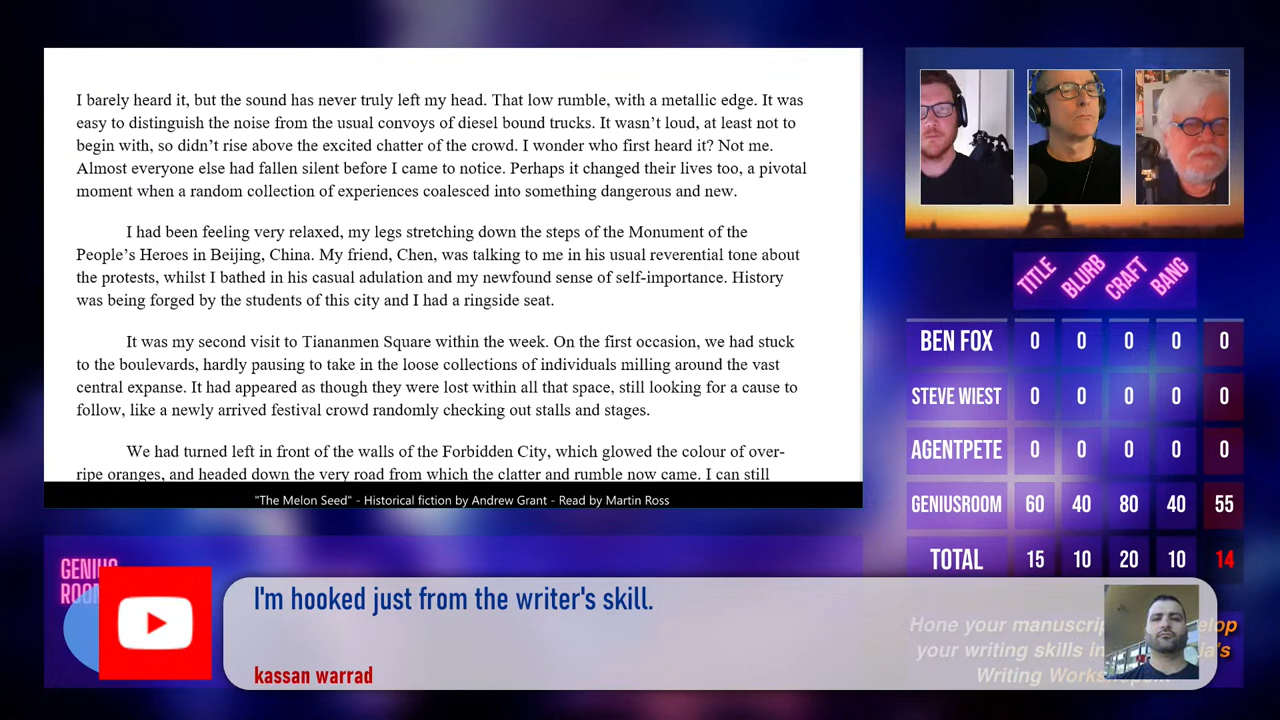 I barely heard it, but the sound has never truly left my head. That low rumble, with a metallic edge. It was
easy to distinguish the noise from the usual convoys of diesel bound trucks. It wasn’t loud, at least not to
begin with, so didn’t rise above the excited chatter of the crowd. I wonder who first heard it? Not me.
Almost everyone else had fallen silent before I came to notice. Perhaps it changed their lives too, a pivotal
moment when a random collection of experiences coalesced into something dangerous and new.
I had been feeling very relaxed, my legs stretching down the steps of the Monument of the
People’s Heroes in Beijing, China. My friend, Chen, was talking to me in his usual reverential tone about
the protests, whilst I bathed in his casual adulation and my newfound sense of self-importance. History
was being forged by the students of this city and I had a ringside seat.
It was my second visit to Tiananmen Square within the week. On the first occasion, we had stuck
to the boulevards, hardly pausing to take in the loose collections of individuals milling around the vast
central expanse. It had appeared as though they were lost within all that space, still looking for a cause to
follow, like a newly arrived festival crowd randomly checking out stalls and stages.
We had turned left in front of the walls of the Forbidden City, which glowed the colour of over-
ripe oranges, and headed down the very road from which the clatter and rumble now came. I can still
"The Melon Seed" - Historical fiction by Andrew Grant - Read by Martin Ross
TITLE BLURB CRAFT BANG
BEN FOX 0 0 0 0 0
STEVE WIEST 0 0 0 0 0
AGENTPETE 0 0 0 0 0
GENIUSROOM 60 40 80 40 55
TOTAL 15 10 20 10 14
GENIUS
ROOM
I'm hooked just from the writer's skill.
kassan warrad
Hone your
your writing skills in
Writing